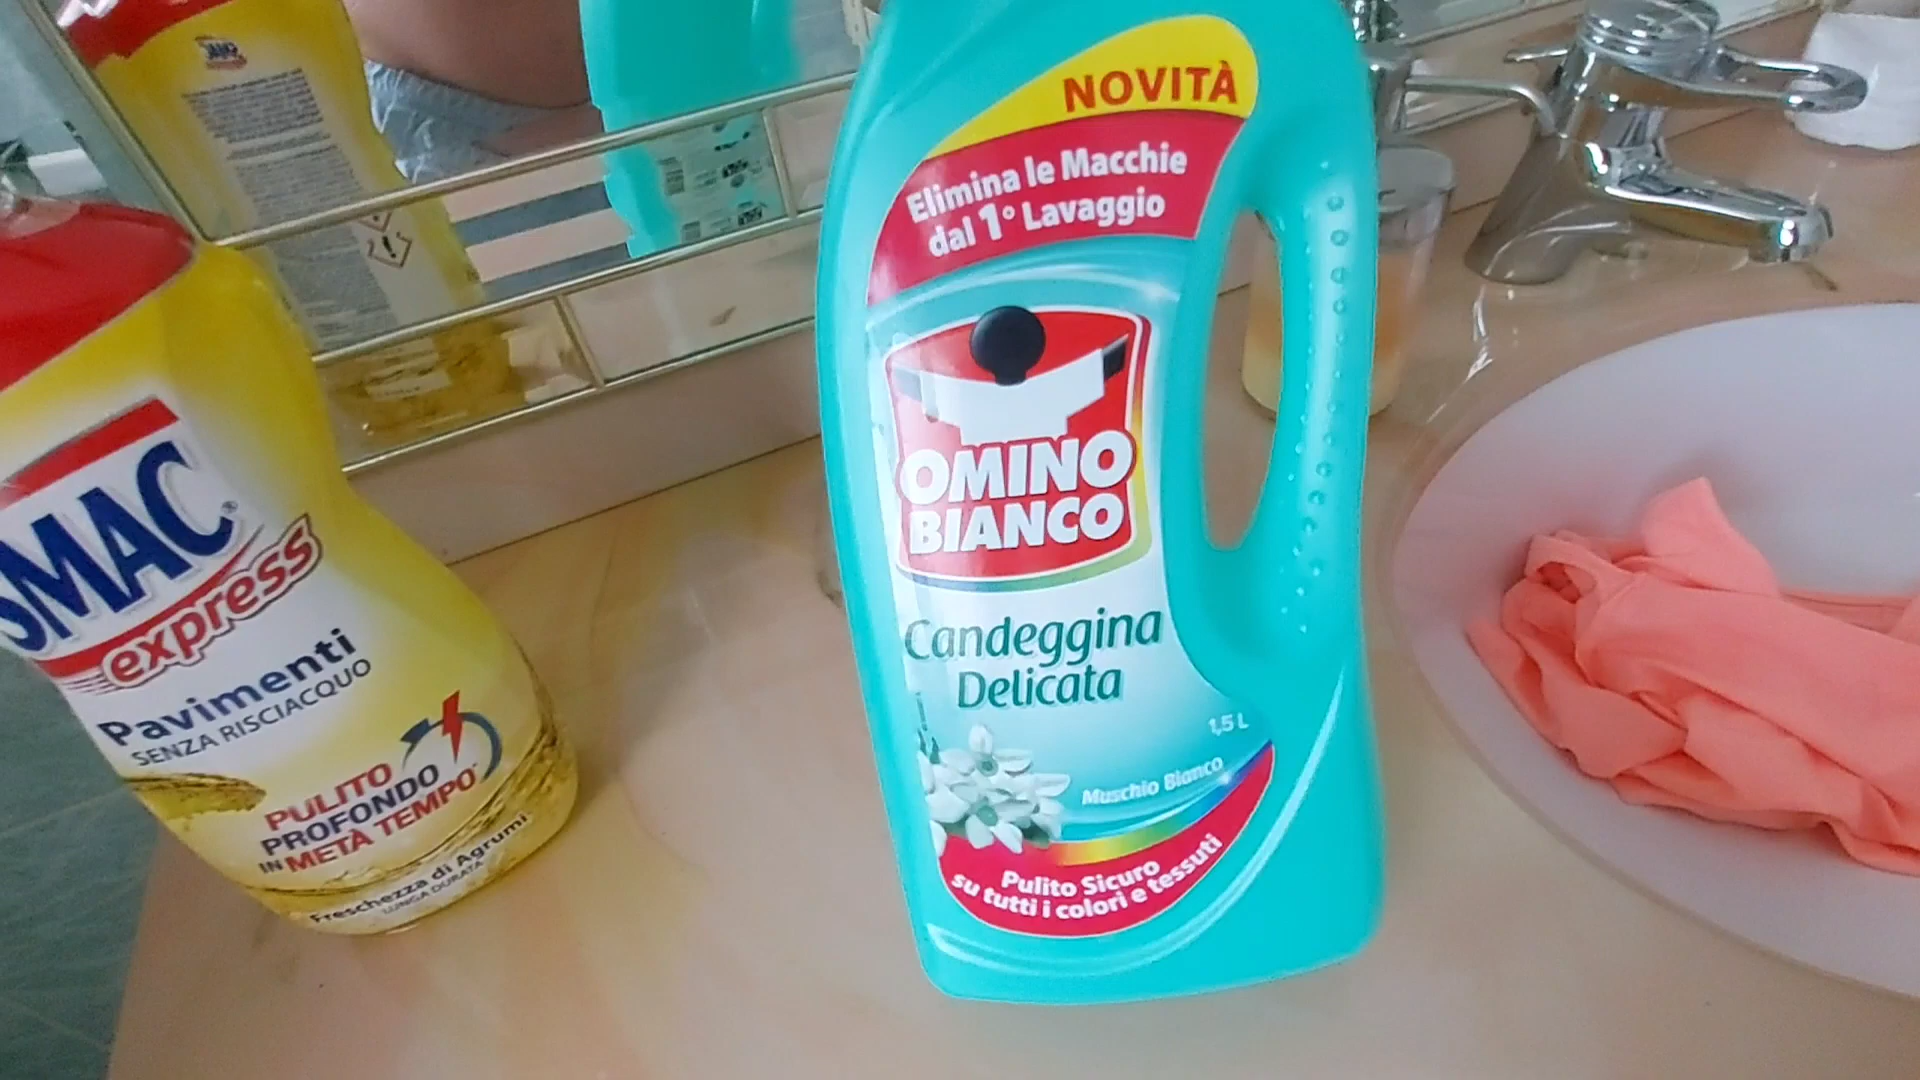 SMAC
express
Pavimenti
SENZA RISCIACQUO
PULITO
PROFONDO
IN METÀ TEMPO
Freschezza di Agrumi
LUNGA DURATA
NOVITÀ
Elimina le Macchie
dal 1° Lavaggio
OMINO
BIANCO
Candeggina
Delicata
1,5 L
Muschio Bianco
Pulito Sicuro
su tutti i colori e tessuti